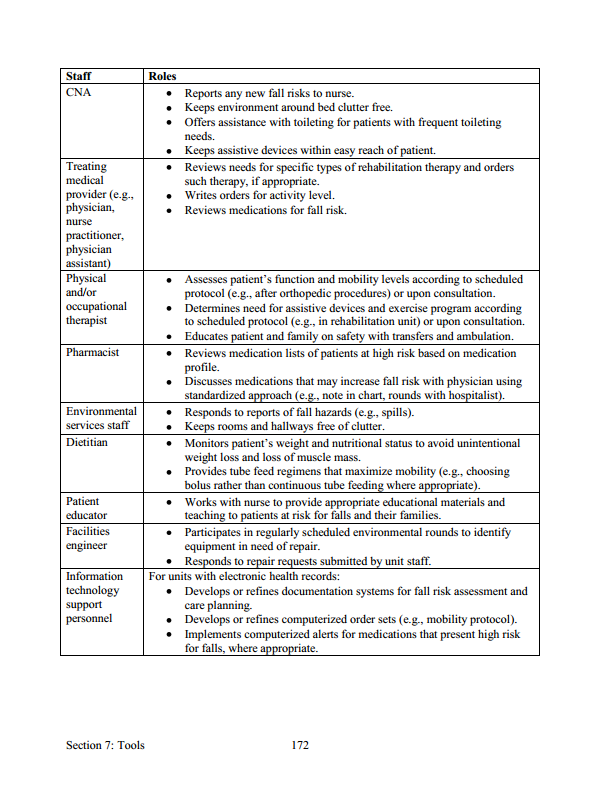 Staff Roles
CNA
• Reports any new fall risks to nurse.
• Keeps environment around bed clutter free.
• Offers assistance with toileting for patients with frequent toileting
needs.
• Keeps assistive devices within easy reach of patient.
Treating
medical
provider (e.g.,
physician,
nurse
practitioner,
physician
assistant)
• Reviews needs for specific types of rehabilitation therapy and orders
such therapy, if appropriate.
• Writes orders for activity level.
• Reviews medications for fall risk.
Physical
and/or
occupational
therapist
• Assesses patient’s function and mobility levels according to scheduled
protocol (e.g., after orthopedic procedures) or upon consultation.
• Determines need for assistive devices and exercise program according
to scheduled protocol (e.g., in rehabilitation unit) or upon consultation.
• Educates patient and family on safety with transfers and ambulation.
Pharmacist
• Reviews medication lists of patients at high risk based on medication
profile.
• Discusses medications that may increase fall risk with physician using
standardized approach (e.g., note in chart, rounds with hospitalist).
Environmental
services staff
• Responds to reports of fall hazards (e.g., spills).
• Keeps rooms and hallways free of clutter.
Dietitian
• Monitors patient’s weight and nutritional status to avoid unintentional
weight loss and loss of muscle mass.
• Provides tube feed regimens that maximize mobility (e.g., choosing
bolus rather than continuous tube feeding where appropriate).
Patient
educator
• Works with nurse to provide appropriate educational materials and
teaching to patients at risk for falls and their families.
Facilities
engineer
• Participates in regularly scheduled environmental rounds to identify
equipment in need of repair.
• Responds to repair requests submitted by unit staff.
Information
technology
support
personnel
For units with electronic health records:
• Develops or refines documentation systems for fall risk assessment and
care planning.
• Develops or refines computerized order sets (e.g., mobility protocol).
• Implements computerized alerts for medications that present high risk
for falls, where appropriate.
Section 7: Tools 172